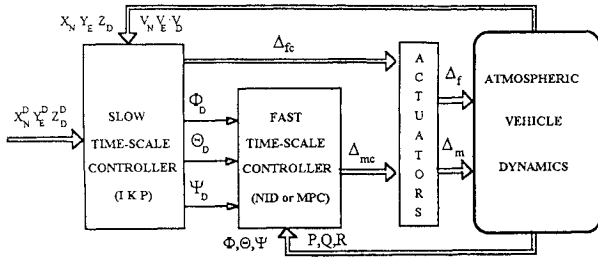 X_N Y_E Z_D
V_N V_E V_D
Δ_fc
X_N^D Y_E^D Z_D^D
SLOW
TIME-SCALE
CONTROLLER
(I K P)
Φ_D
Θ_D
Ψ_D
FAST
TIME-SCALE
CONTROLLER
(NID or MPC)
Δ_mc
ACTUATORS
Δ_f
Δ_m
ATMOSPHERIC
VEHICLE
DYNAMICS
Φ,Θ,Ψ
P,Q,R